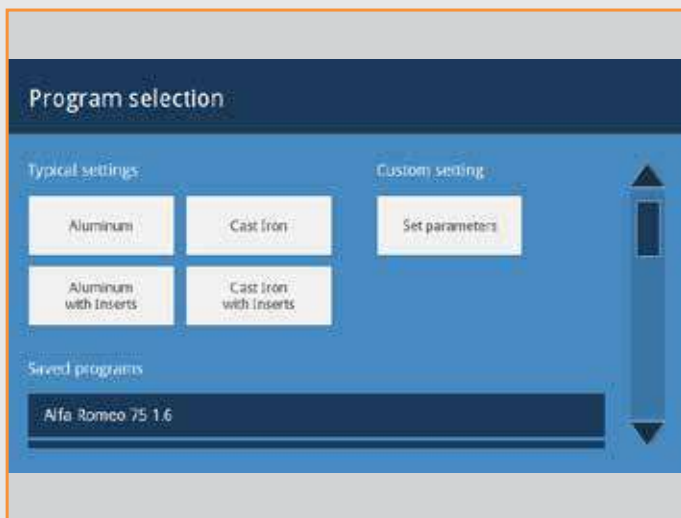 Program selection
Typical settings
Custom setting
Aluminum
Cast Iron
Set parameters
Aluminum
with Inserts
Cast Iron
with Inserts
Saved programs
Alfa Romeo 75 1.6